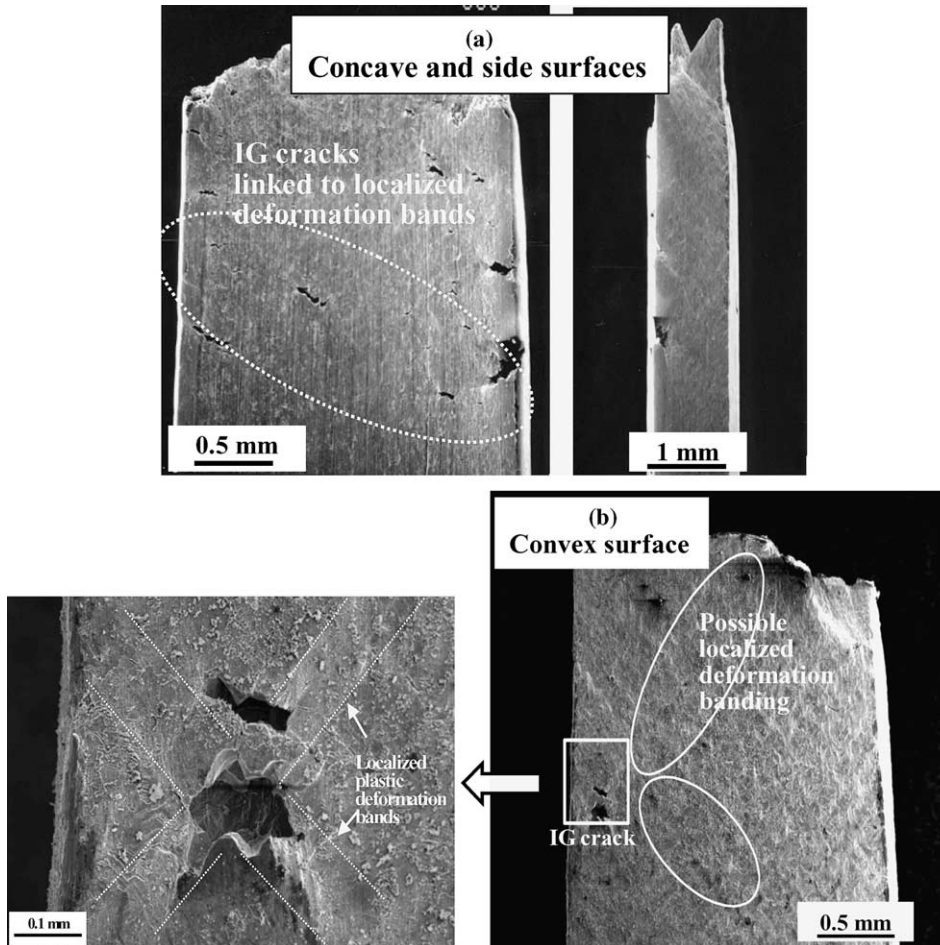 (a)
Concave and side surfaces
IG cracks
linked to localized
deformation bands
0.5 mm
1 mm
(b)
Convex surface
Possible
localized
deformation
banding
Localized
plastic
deformation
bands
IG crack
0.1 mm
0.5 mm